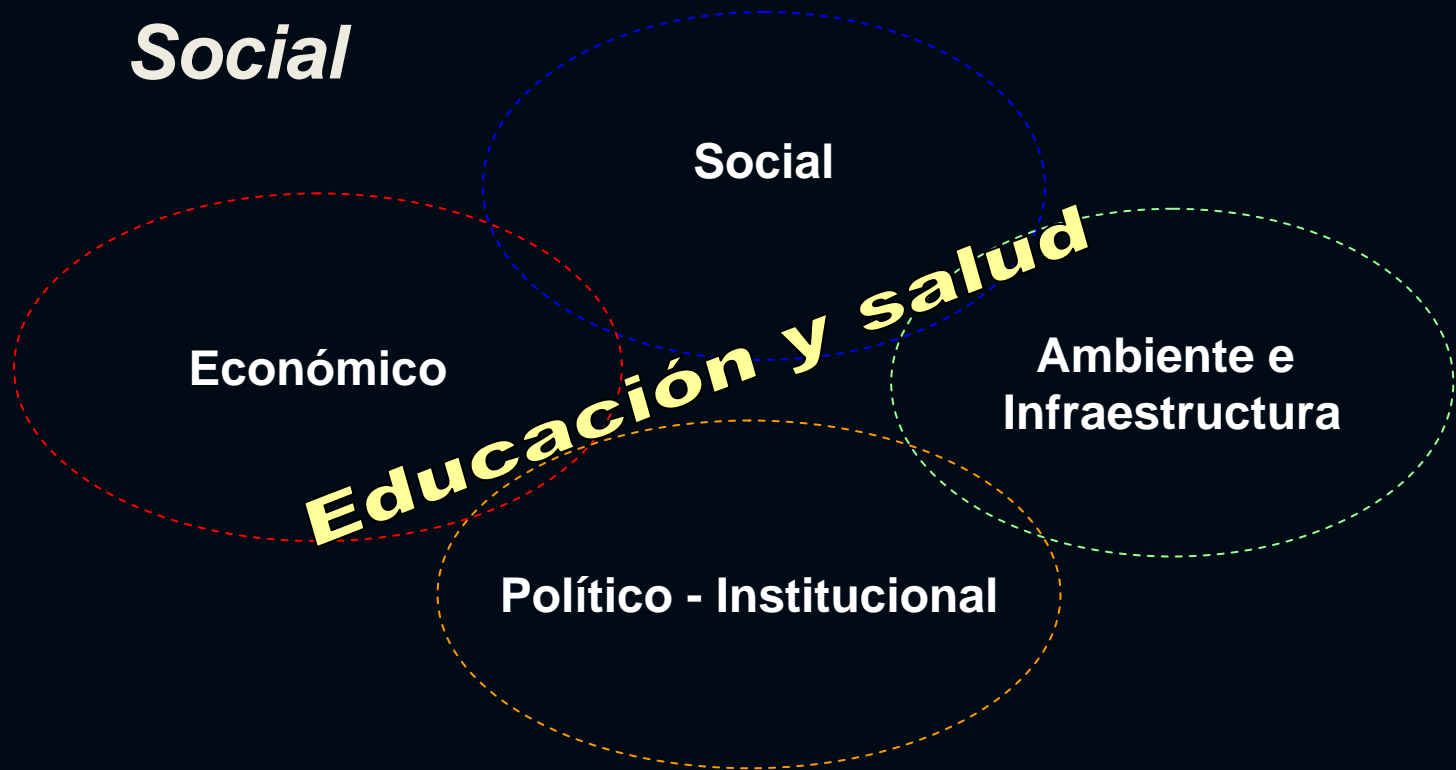 Social
Social
Económico
Educación y salud
Ambiente e
Infraestructura
Político - Institucional